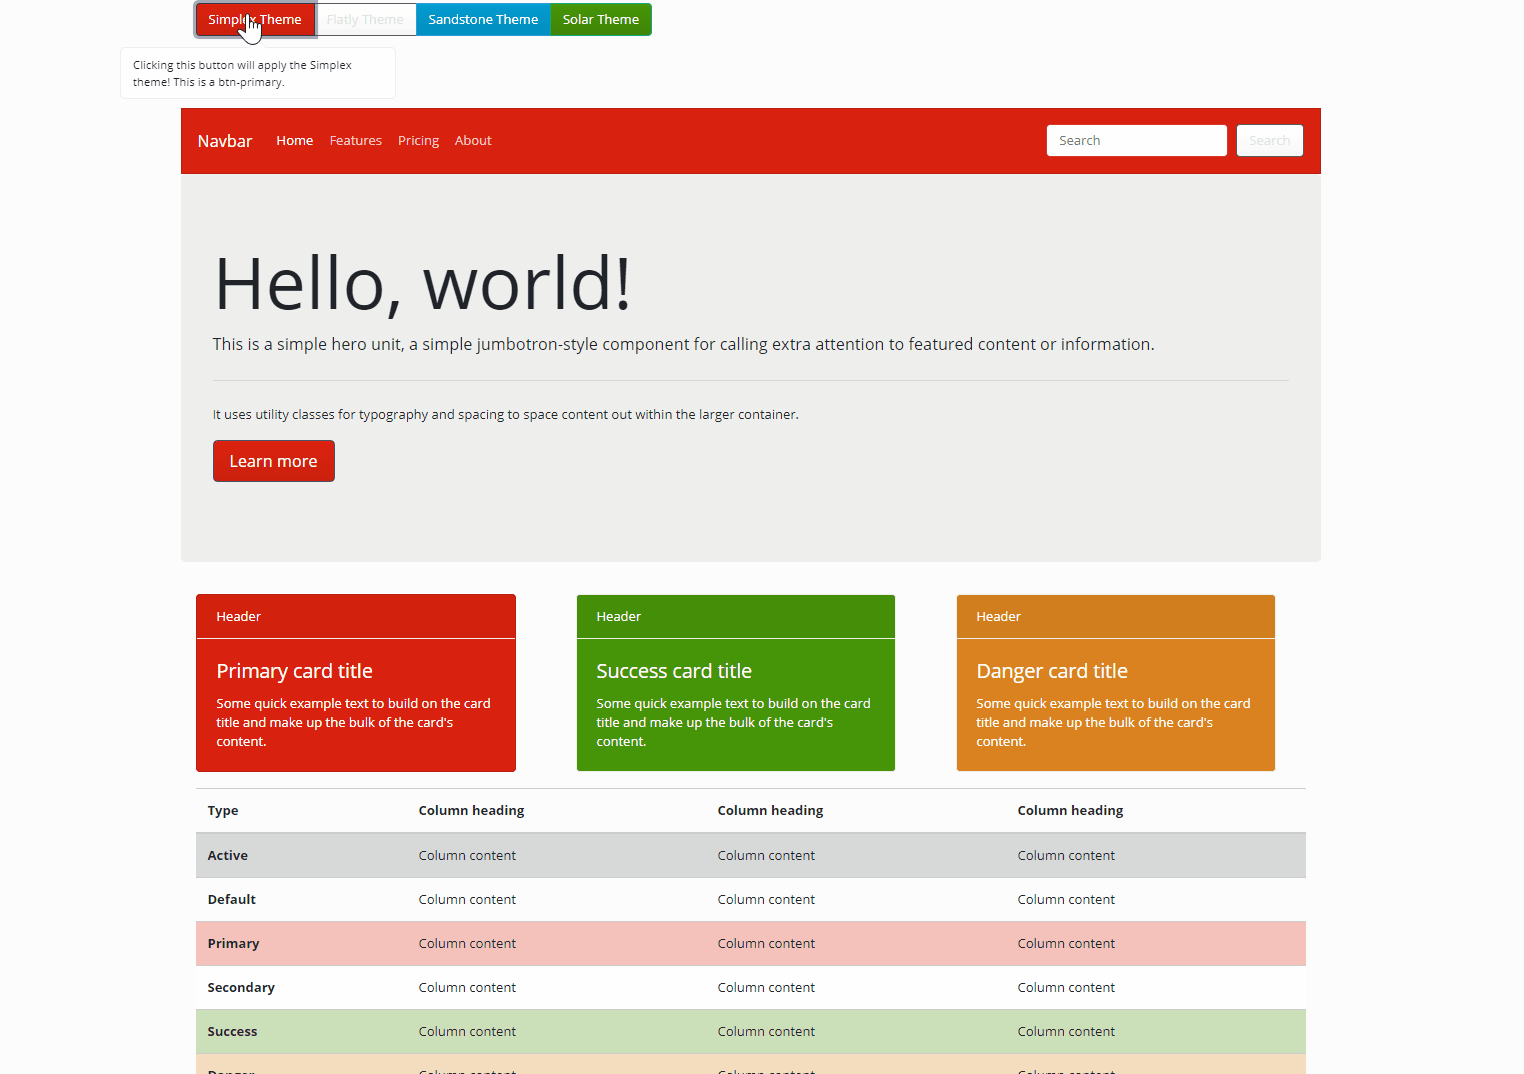 Simplex Theme Flatly Theme Sandstone Theme Solar Theme
Clicking this button will apply the Simplex
theme! This is a btn-primary.
Navbar Home Features Pricing About Search Search
Hello, world!
This is a simple hero unit, a simple jumbotron-style component for calling extra attention to featured content or information.
It uses utility classes for typography and spacing to space content out within the larger container.
Learn more
Header
Primary card title
Some quick example text to build on the card
title and make up the bulk of the card's
content.
Header
Success card title
Some quick example text to build on the card
title and make up the bulk of the card's
content.
Header
Danger card title
Some quick example text to build on the card
title and make up the bulk of the card's
content.
Type Column heading Column heading Column heading
Active Column content Column content Column content
Default Column content Column content Column content
Primary Column content Column content Column content
Secondary Column content Column content Column content
Success Column content Column content Column content
Danger Column content Column content Column content